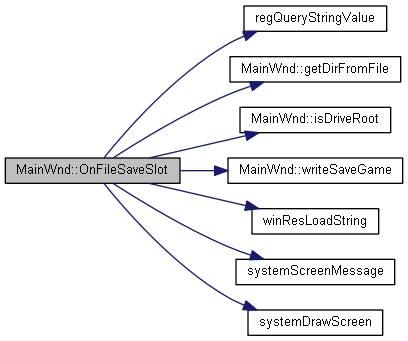 regQueryStringValue
MainWnd::getDirFromFile
MainWnd::isDriveRoot
MainWnd::OnFileSaveSlot
MainWnd::writeSaveGame
winResLoadString
systemScreenMessage
systemDrawScreen